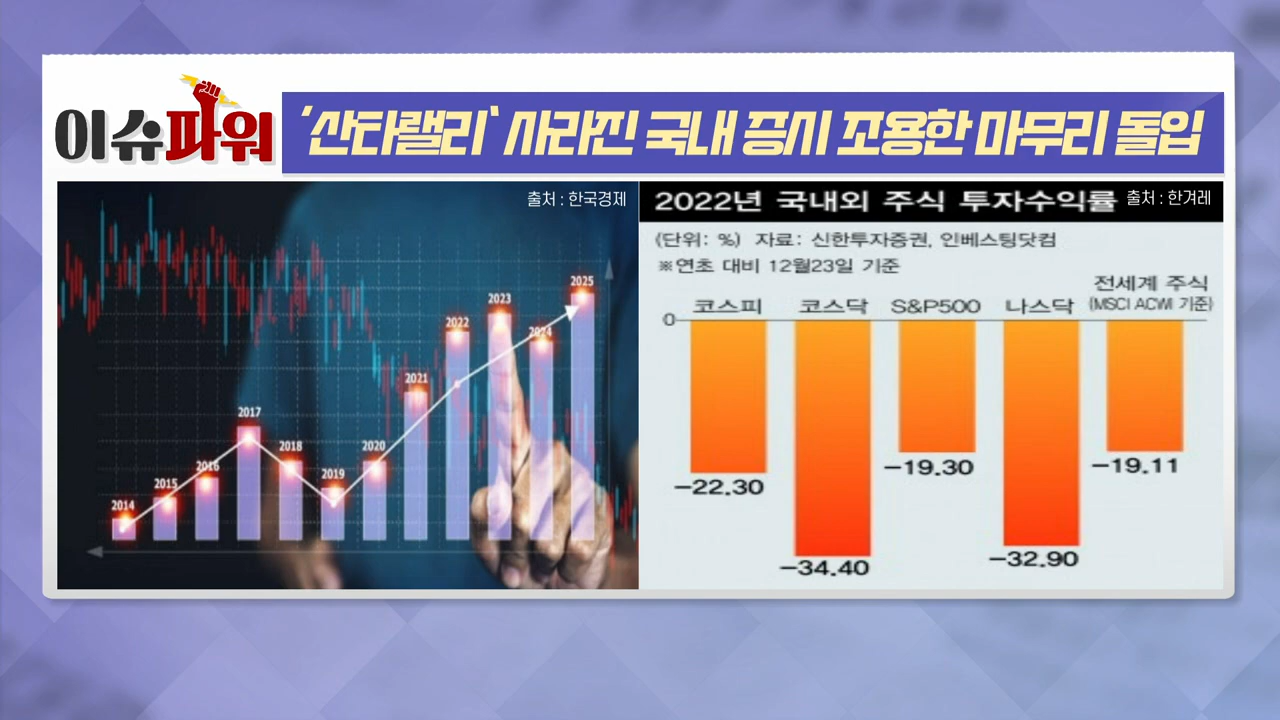 이슈파워
'산타랠리' 사라진 국내 증시 조용한 마무리 돌입
출처 : 한국경제
2014
2015
2016
2017
2018
2019
2020
2021
2022
2023
2024
2025
2022년 국내외 주식 투자수익률
출처 : 한겨레
(단위: %) 자료: 신한투자증권, 인베스팅닷컴
※연초 대비 12월23일 기준
전세계 주식
코스피 코스닥 S&P500 나스닥 (MSCI ACWI 기준)
0
-22.30
-34.40
-19.30
-32.90
-19.11